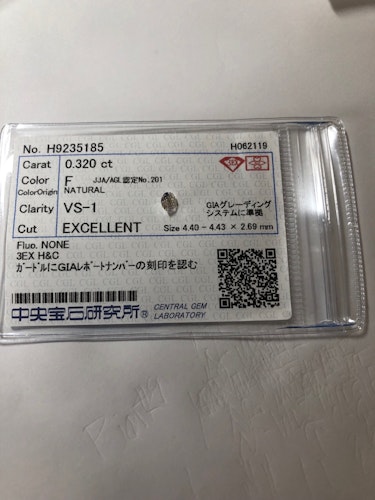 No. H9235185 H062119
Carat 0.320 ct
Color F JJA/AGL認定No.201
ColorOrigin NATURAL
Clarity VS-1 GIAグレーディング
システムに準拠
Cut EXCELLENT Size 4.40 - 4.43 × 2.69 mm
Fluo. NONE
3EX H&C
ガードルにGIAレポートナンバーの刻印を認む
中央宝石研究所® CENTRAL GEM
LABORATORY